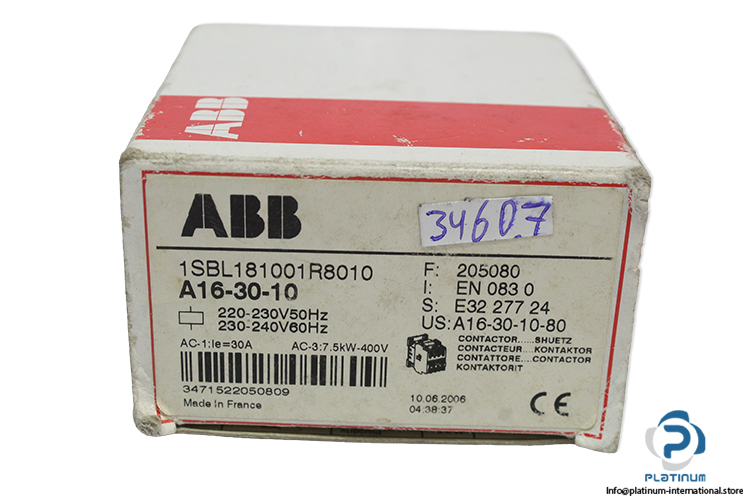 ABB
ABB
34607
1SBL181001R8010
A16-30-10
220-230V50Hz
230-240V60Hz
AC-1:Ie=30A AC-3:7.5kW-400V
3471522050809
Made in France
F: 205080
I: EN 083 0
S: E32 277 24
US: A16-30-10-80
CONTACTOR.....SHUETZ
CONTACTEUR...KONTAKTOR
CONTATTORE...CONTACTOR
KONTAKTORIT
10.06.2006
04:38:37
CE
PLATINUM
Info@platinum-international.store